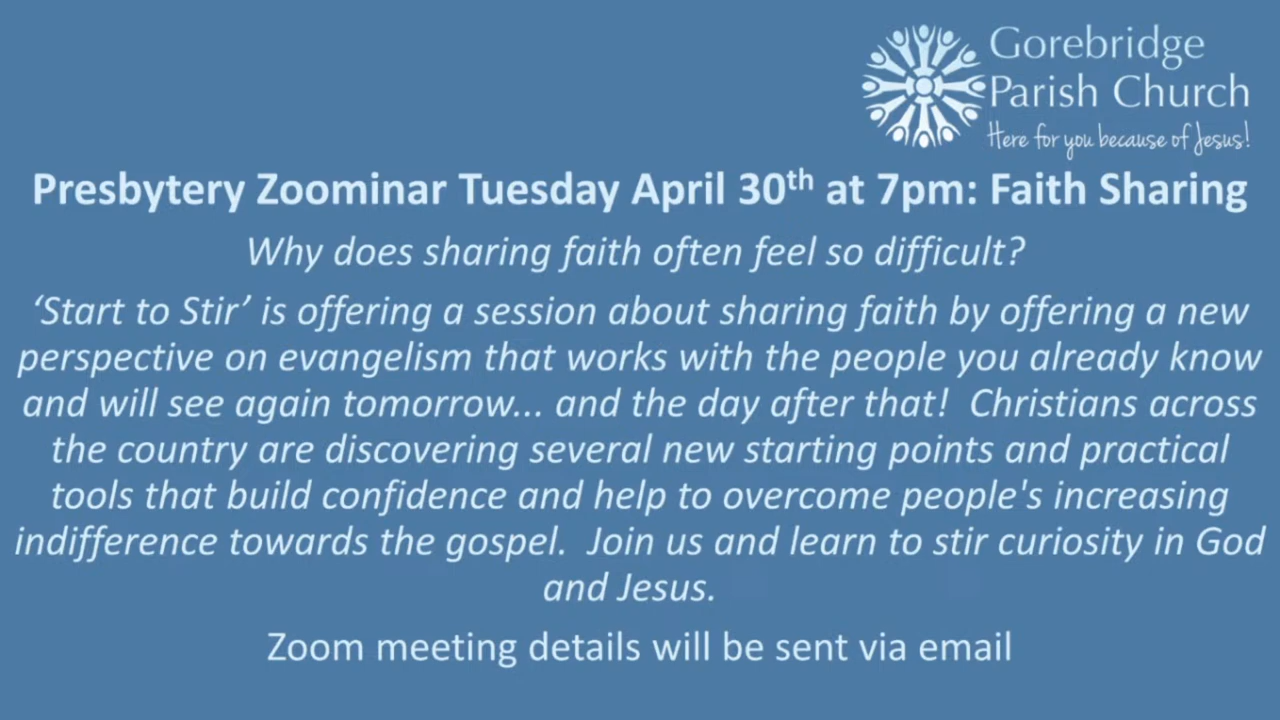 Gorebridge
Parish Church
Here for you because of Jesus!
Presbytery Zoominar Tuesday April 30th at 7pm: Faith Sharing
Why does sharing faith often feel so difficult?
‘Start to Stir’ is offering a session about sharing faith by offering a new
perspective on evangelism that works with the people you already know
and will see again tomorrow... and the day after that!  Christians across
the country are discovering several new starting points and practical
tools that build confidence and help to overcome people's increasing
indifference towards the gospel.  Join us and learn to stir curiosity in God
and Jesus.
Zoom meeting details will be sent via email